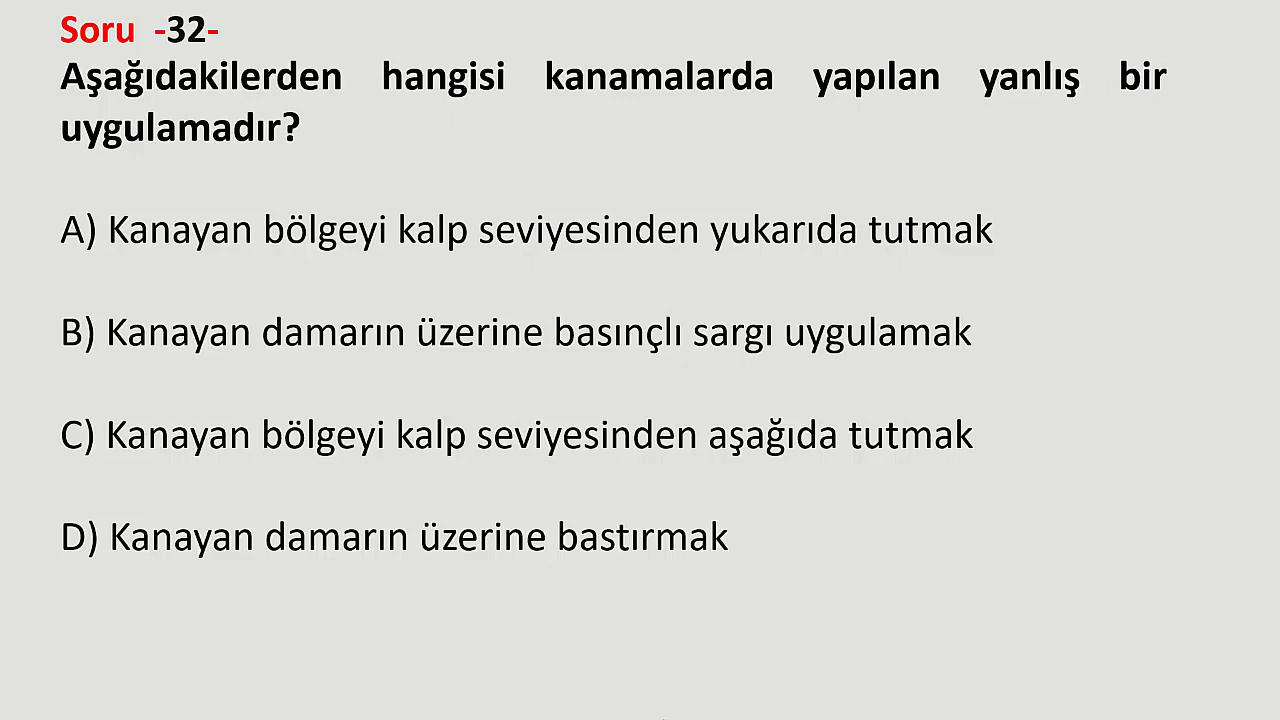 Soru -32-
Aşağıdakilerden hangisi kanamalarda yapılan yanlış bir
uygulamadır?
A) Kanayan bölgeyi kalp seviyesinden yukarıda tutmak
B) Kanayan damarın üzerine basınçlı sargı uygulamak
C) Kanayan bölgeyi kalp seviyesinden aşağıda tutmak
D) Kanayan damarın üzerine bastırmak